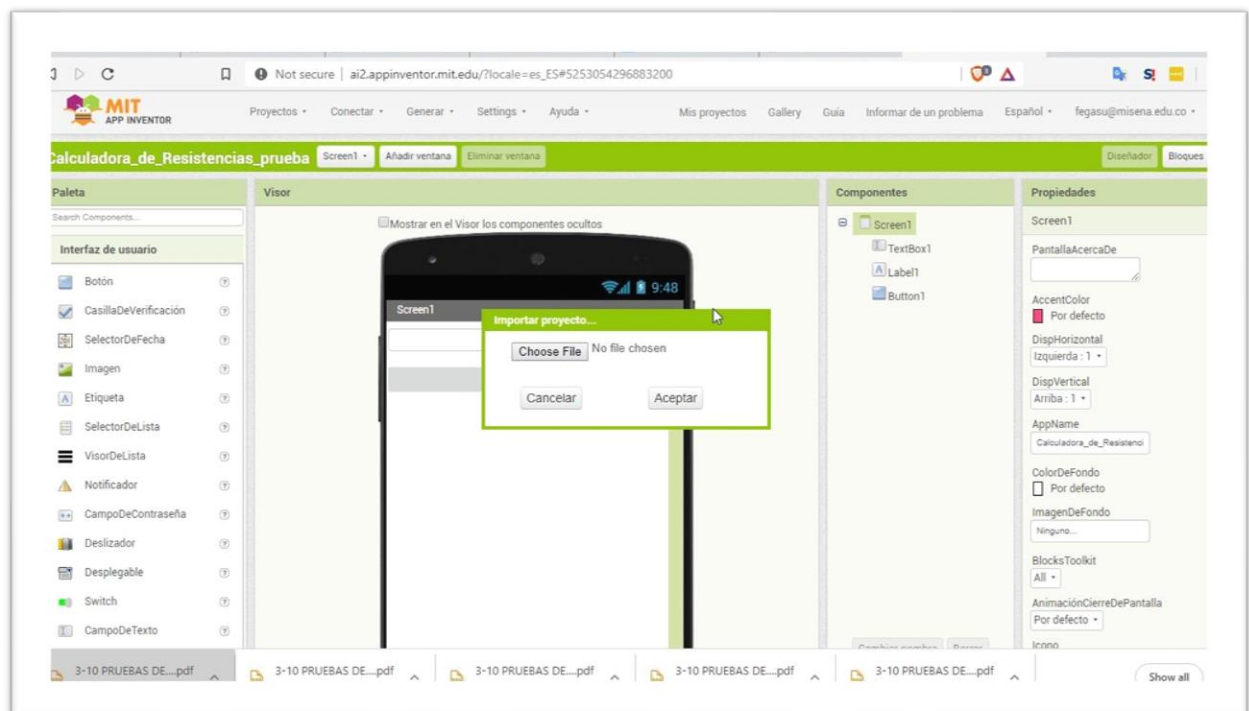 Not secure | ai2.appinventor.mit.edu/?locale=es_ES#5253054296883200
MIT
APP INVENTOR
Proyectos
Conectar
Generar
Settings
Ayuda
Mis proyectos
Gallery
Guía
Informar de un problema
Español
fegasu@misena.edu.co
Calculadora_de_Resistencias_prueba
Screen1
Añadir ventana
Eliminar ventana
Diseñador
Bloques
Paleta
Search Components...
Interfaz de usuario
Botón
CasillaDeVerificación
SelectorDeFecha
Imagen
Etiqueta
SelectorDeLista
VisorDeLista
Notificador
CampoDeContraseña
Deslizador
Desplegable
Switch
CampoDeTexto
Visor
Mostrar en el Visor los componentes ocultos
9:48
Screen1
Importar proyecto...
Choose File No file chosen
Cancelar
Aceptar
Componentes
Screen1
TextBox1
Label1
Button1
Cambiar nombre
Borrar
Propiedades
Screen1
PantallaAcercaDe
AccentColor
Por defecto
DispHorizontal
Izquierda : 1
DispVertical
Arriba : 1
AppName
Calculadora_de_Resistenci
ColorDeFondo
Por defecto
ImagenDeFondo
Ninguno...
BlocksToolkit
All
AnimaciónCierreDePantalla
Por defecto
Icono
3-10 PRUEBAS DE....pdf
3-10 PRUEBAS DE....pdf
3-10 PRUEBAS DE....pdf
3-10 PRUEBAS DE....pdf
3-10 PRUEBAS DE....pdf
Show all